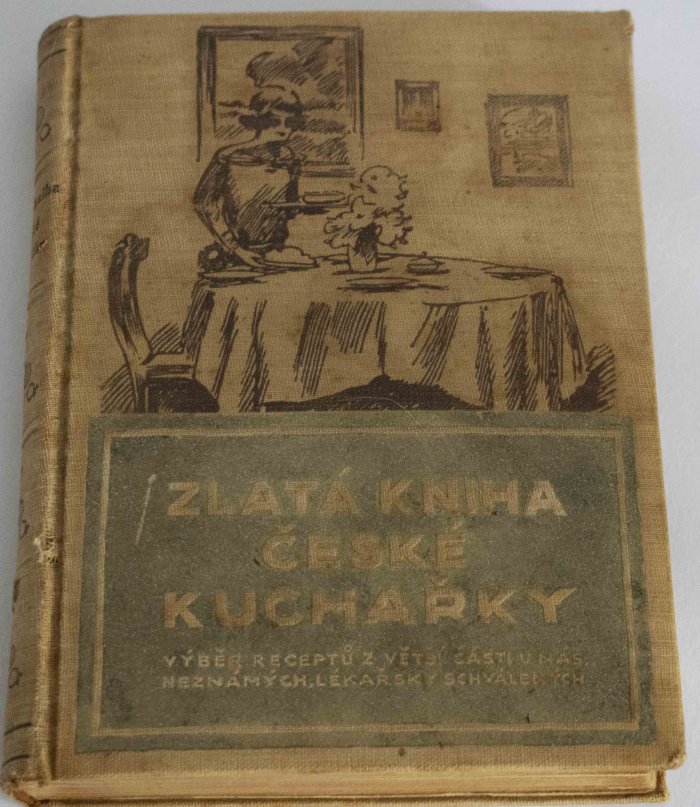 ZLATÁ KNIHA
ČESKÉ
KUCHAŘKY
VÝBĚR RECEPTŮ Z VĚTŠÍ ČÁSTI U NÁS
NEZNÁMÝCH, LÉKAŘSKY SCHVÁLENÝCH